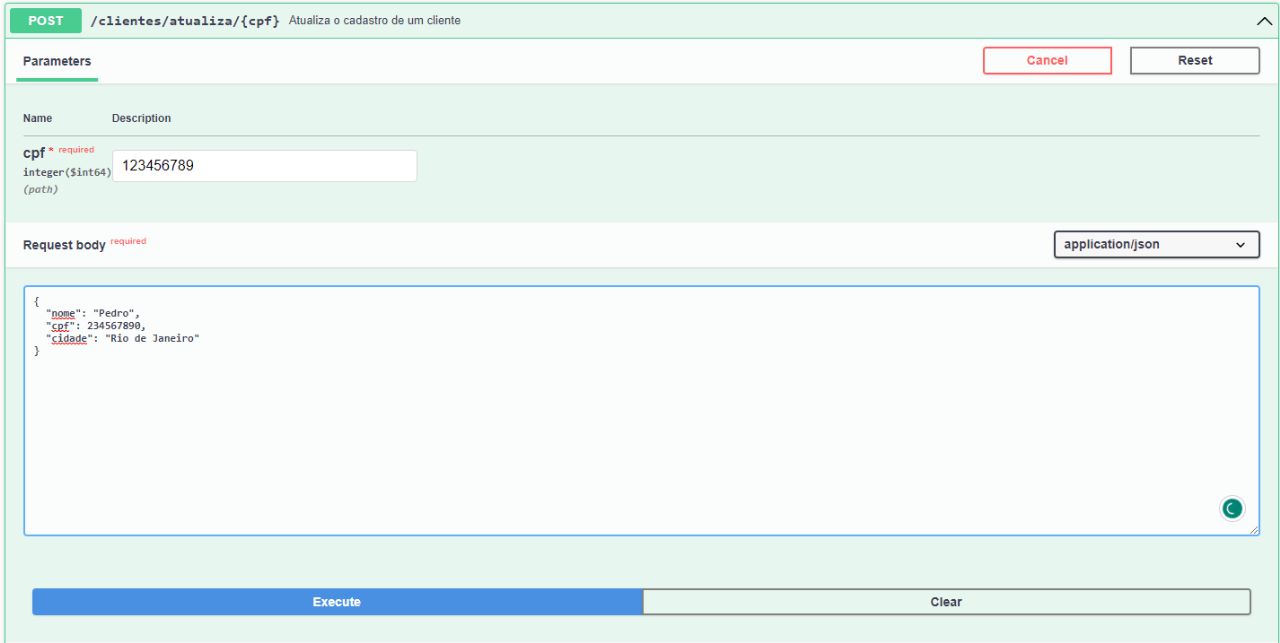 POST /clientes/atualiza/{cpf} Atualiza o cadastro de um cliente
Parameters Cancel Reset
Name Description
cpf * required
integer($int64)
(path)
123456789
Request body required application/json
{
"nome": "Pedro",
"cpf": 234567890,
"cidade": "Rio de Janeiro"
}
Execute Clear